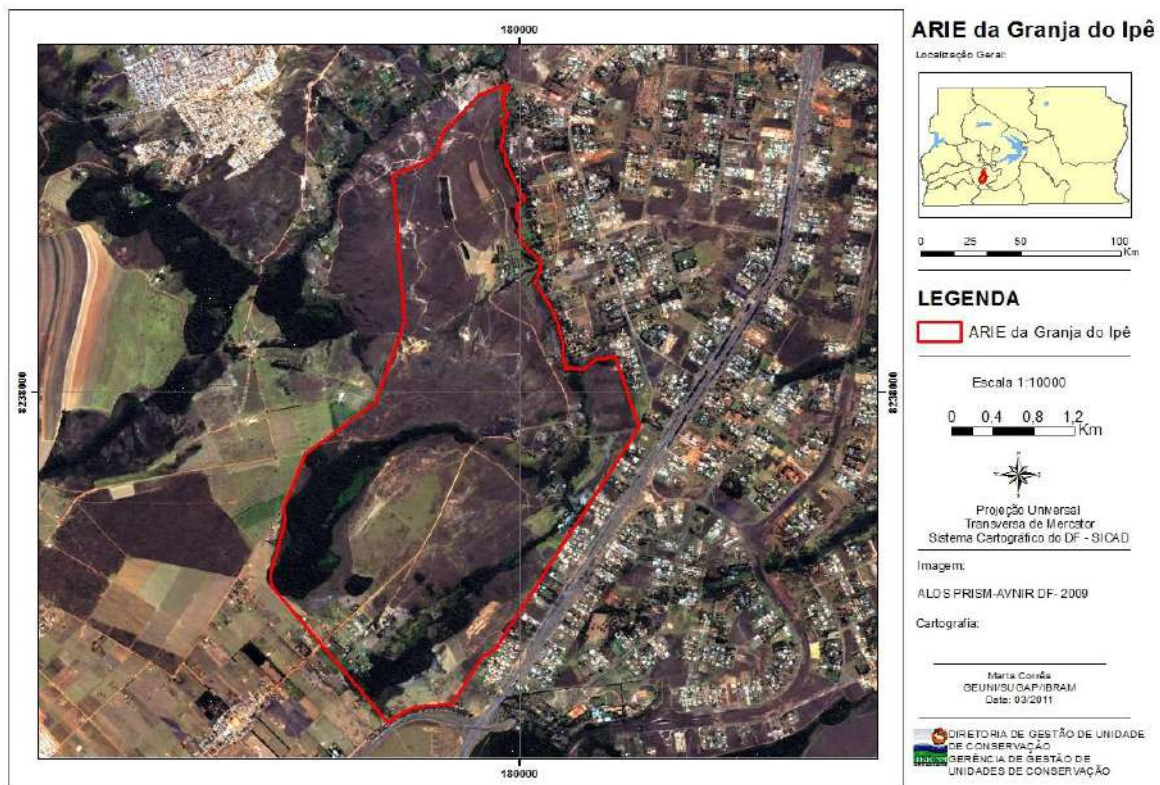 180000
8238000
8238000
180000
ARIE da Granja do Ipê
Localização Geral:
0 25 50 100
Km
LEGENDA
ARIE da Granja do Ipê
Escala 1:10000
0 0,4 0,8 1,2
Km
Projeção Universal
Transversa de Mercator
Sistema Cartográfico do DF - SICAD
Imagem:
ALOS PRISM-AVNIR DF- 2009
Cartografia:
Marta Corrêa
GEUNI/SUGAP/IBRAM
Data: 03/2011
DIRETORIA DE GESTÃO DE UNIDADE
DE CONSERVAÇÃO
GERÊNCIA DE GESTÃO DE
UNIDADES DE CONSERVAÇÃO